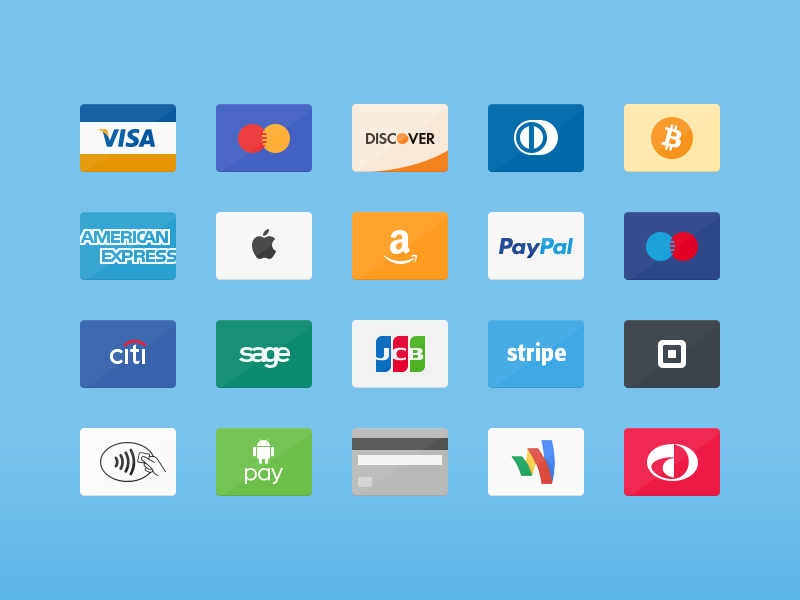 VISA
DISCOVER
AMERICAN
EXPRESS
a
PayPal
citi
sage
JCB
stripe
pay